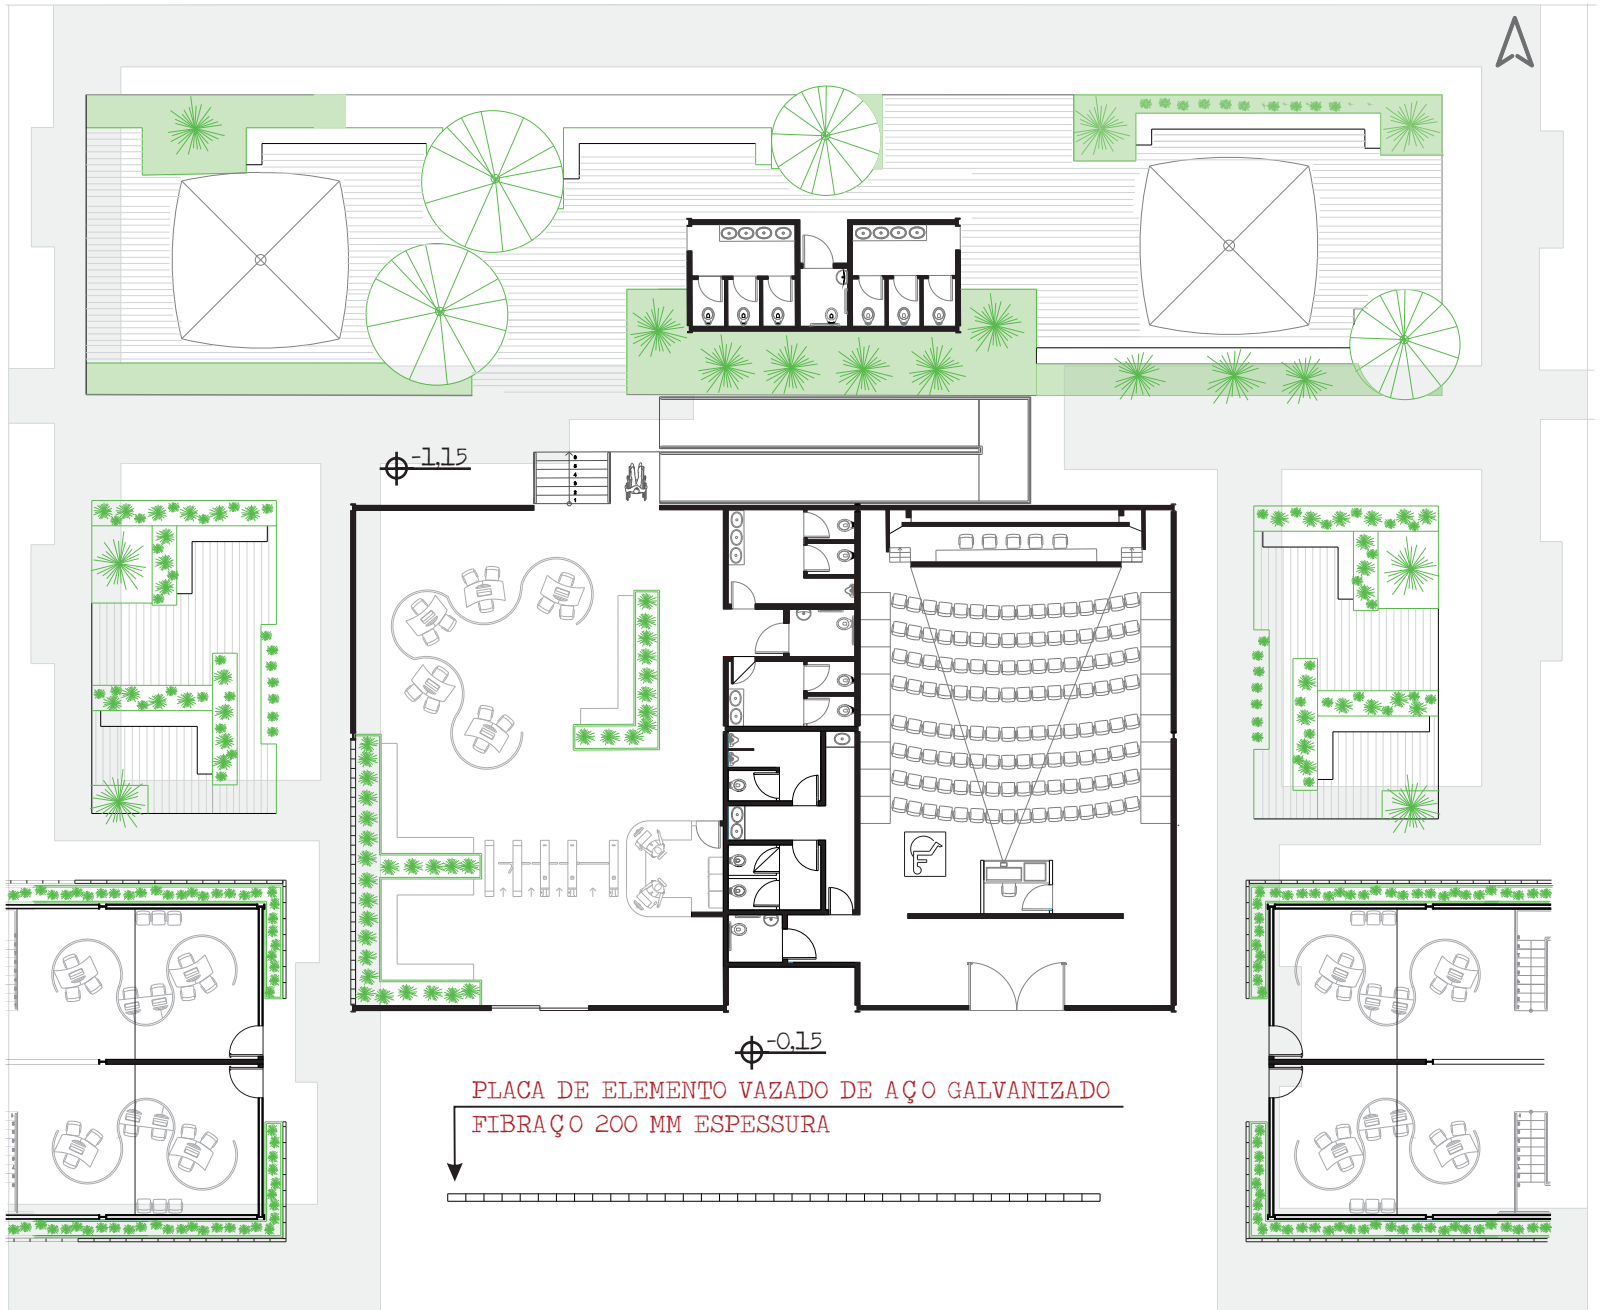 -1,15
-0,15
PLACA DE ELEMENTO VAZADO DE AÇO GALVANIZADO
FIBRAÇO 200 MM ESPESSURA